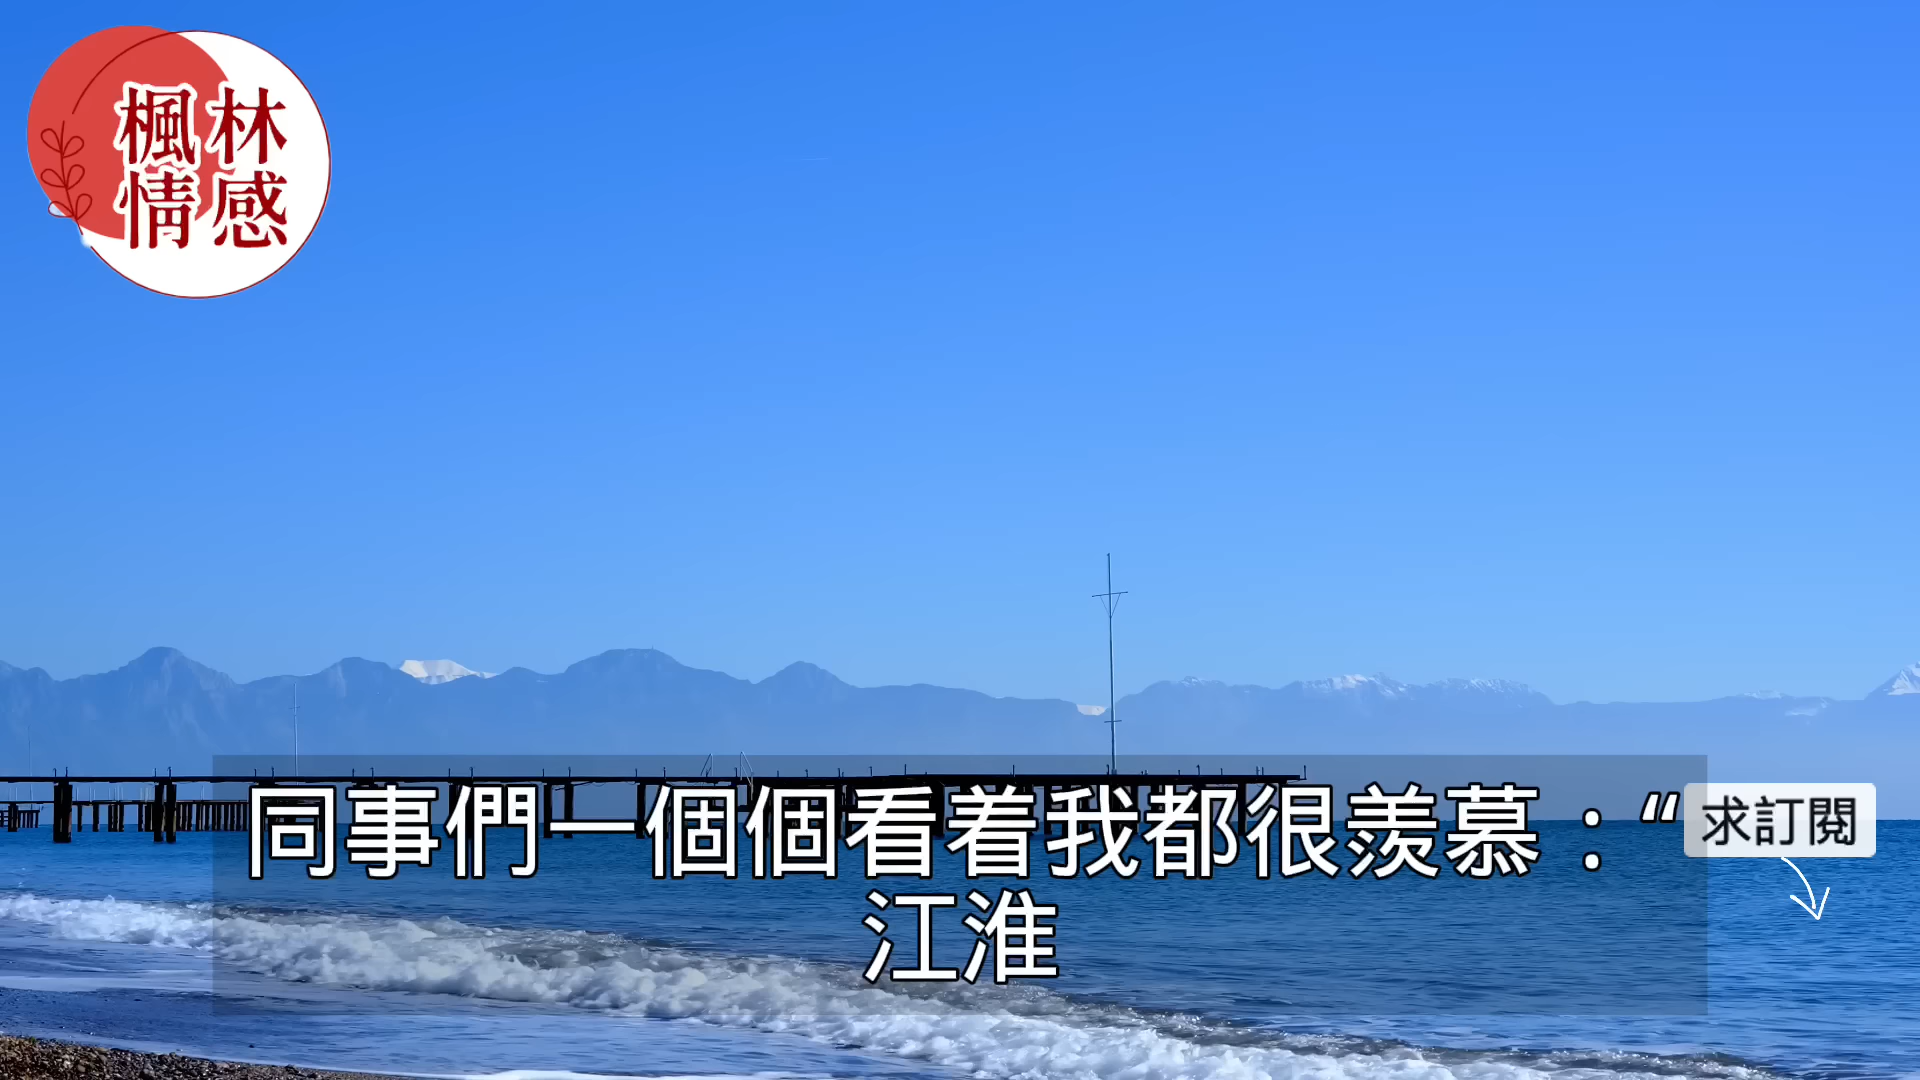 楓林
情感
同事們一個個看着我都很羨慕：“
江淮
求訂閱